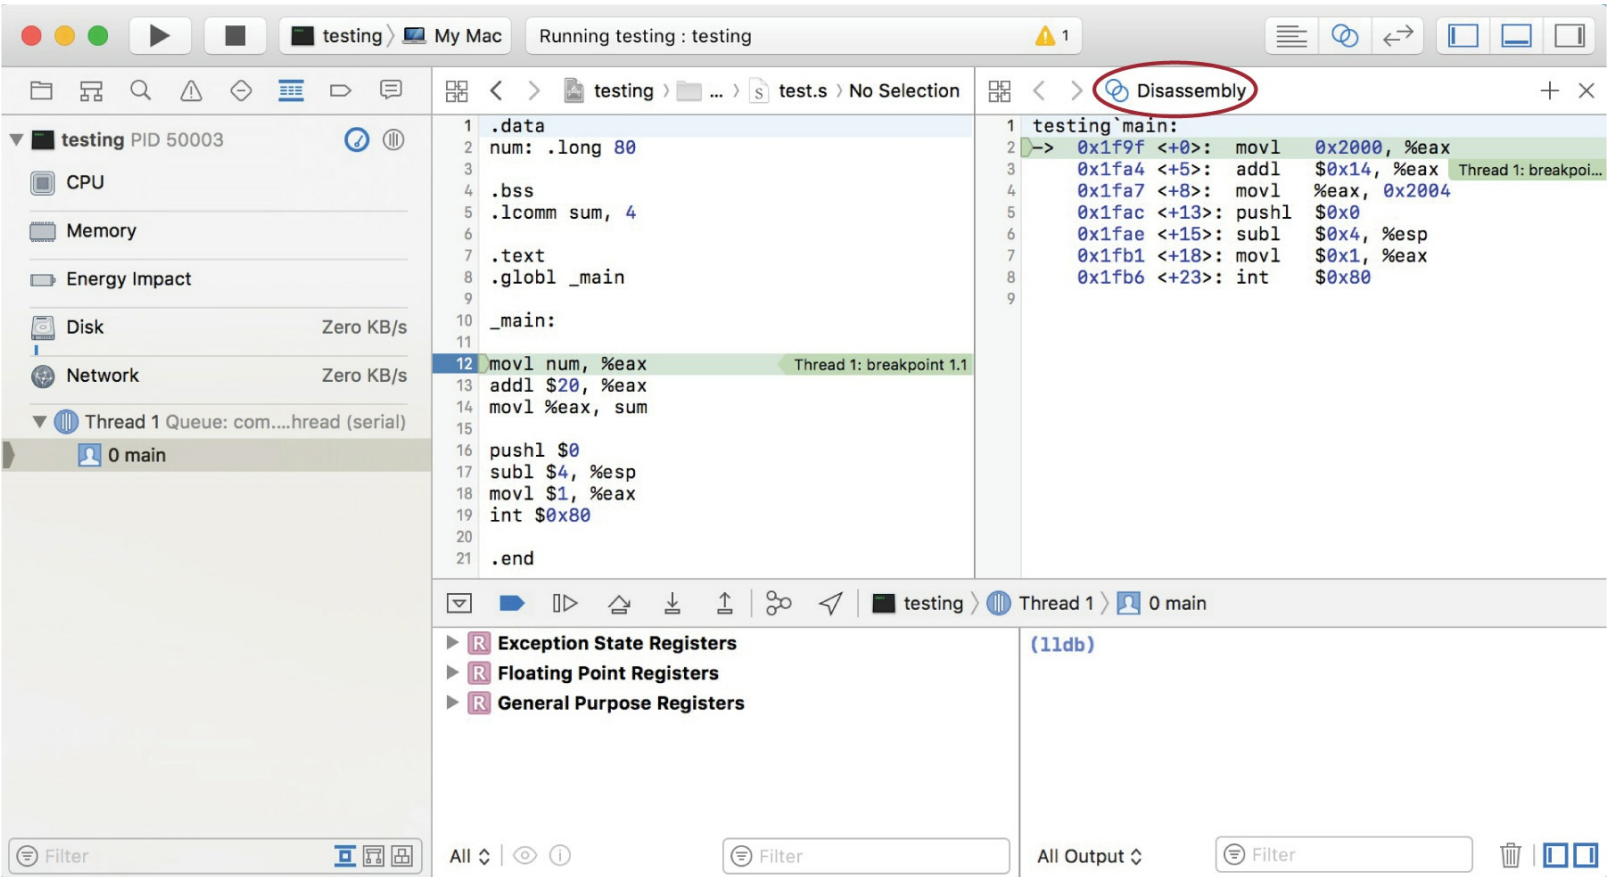 testing My Mac Running testing : testing 1
testing ... test.s No Selection
Disassembly
testing PID 50003
CPU
Memory
Energy Impact
Disk Zero KB/s
Network Zero KB/s
Thread 1 Queue: com....hread (serial)
0 main
Filter
1 .data
2 num: .long 80
3
4 .bss
5 .lcomm sum, 4
6
7 .text
8 .globl _main
9
10 _main:
11
12 movl num, %eax Thread 1: breakpoint 1.1
13 addl $20, %eax
14 movl %eax, sum
15
16 pushl $0
17 subl $4, %esp
18 movl $1, %eax
19 int $0x80
20
21 .end
1 testing`main:
2 -> 0x1f9f <+0>: movl 0x2000, %eax
3 0x1fa4 <+5>: addl $0x14, %eax Thread 1: breakpoi...
4 0x1fa7 <+8>: movl %eax, 0x2004
5 0x1fac <+13>: pushl $0x0
6 0x1fae <+15>: subl $0x4, %esp
7 0x1fb1 <+18>: movl $0x1, %eax
8 0x1fb6 <+23>: int $0x80
9
testing Thread 1 0 main
R Exception State Registers
R Floating Point Registers
R General Purpose Registers
(lldb)
All Filter
All Output Filter